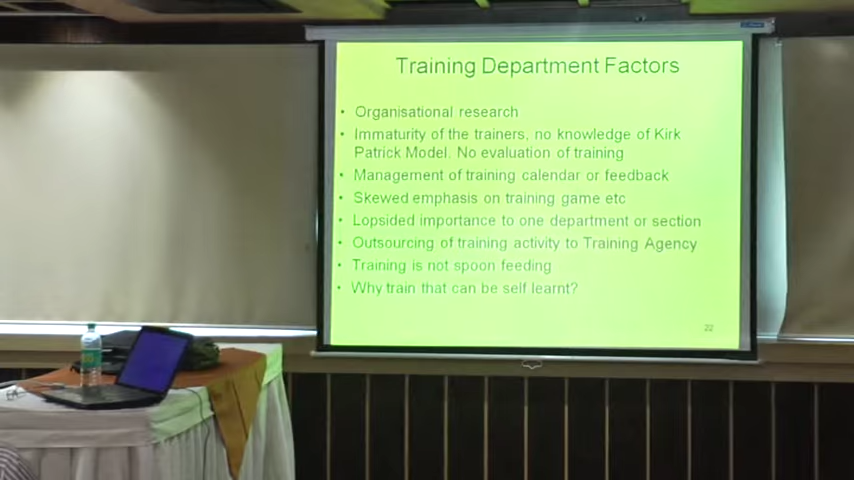 Training Department Factors
• Organisational research
• Immaturity of the trainers, no knowledge of Kirk
Patrick Model. No evaluation of training
• Management of training calendar or feedback
• Skewed emphasis on training game etc
• Lopsided importance to one department or section
• Outsourcing of training activity to Training Agency
• Training is not spoon feeding
• Why train that can be self learnt?
22